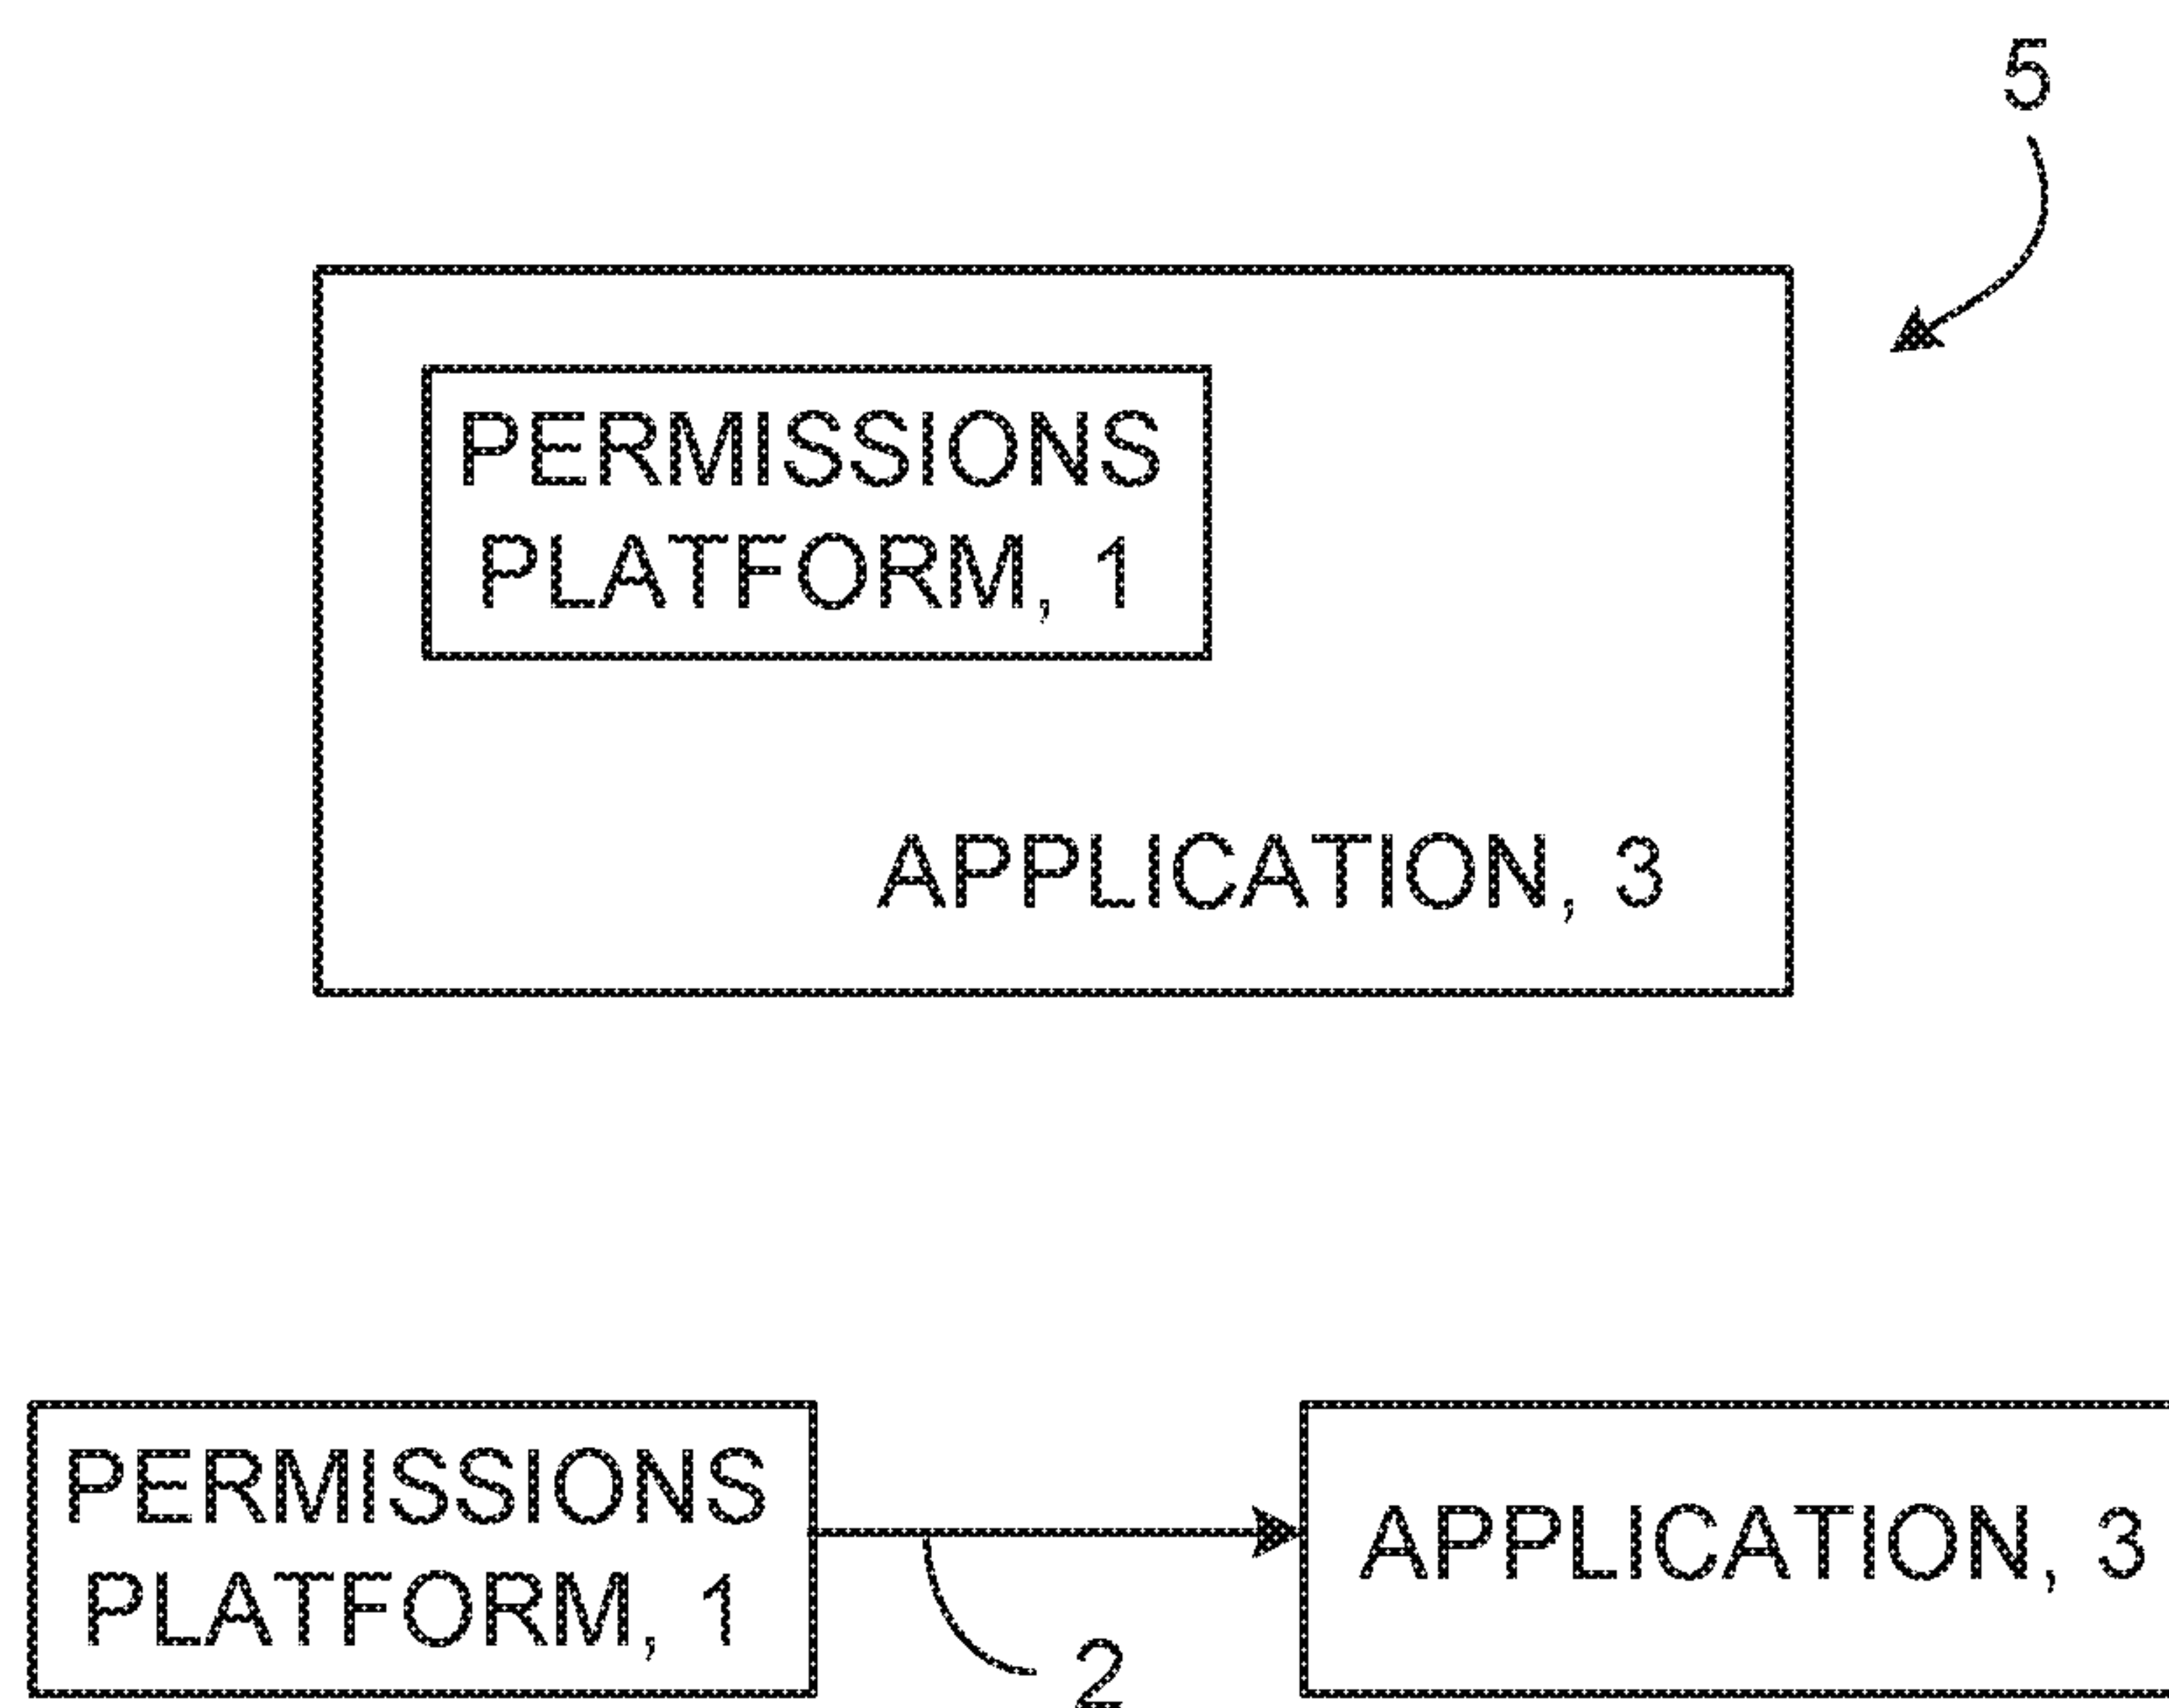 5
PERMISSIONS
PLATFORM, 1
APPLICATION, 3
PERMISSIONS
PLATFORM, 1
APPLICATION, 3
2